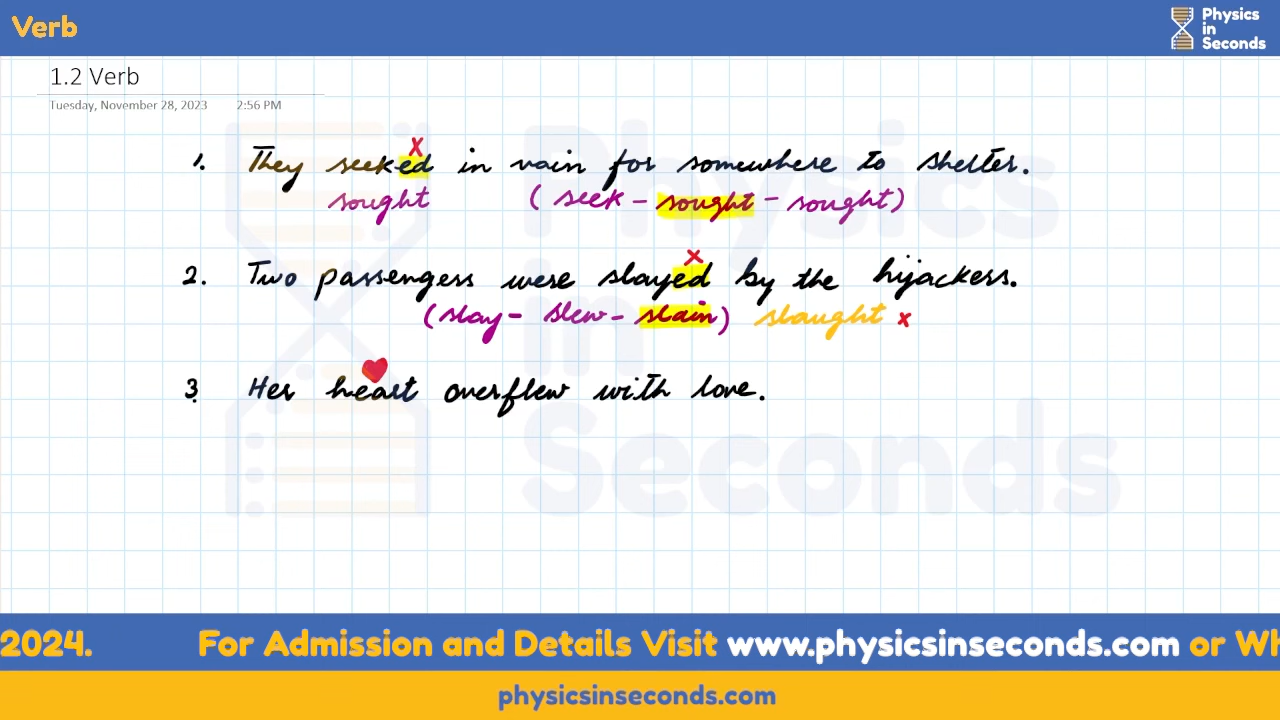 Verb
Physics
in
Seconds
1.2 Verb
Tuesday, November 28, 2023 2:56 PM
x
1. They seeked in vain for somewhere to shelter.
sought (seek - sought - sought)
x
2. Two passengers were slayed by the hijackers.
(slay - slew - slain) slaught x
3. Her heart overflew with love.
Physics
in
Seconds
2024. For Admission and Details Visit www.physicsinseconds.com or Wh
physicsinseconds.com